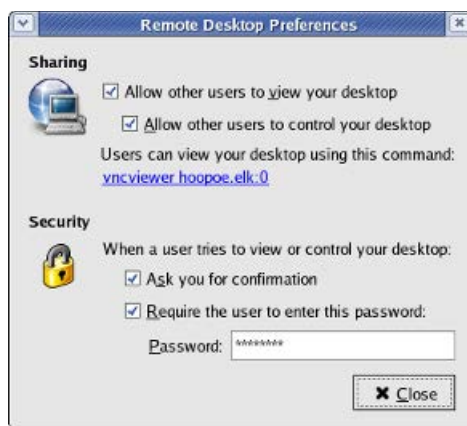 Remote Desktop Preferences
Sharing
Allow other users to view your desktop
Allow other users to control your desktop
Users can view your desktop using this command:
vncviewer hoopoe.elk:0
Security
When a user tries to view or control your desktop:
Ask you for confirmation
Require the user to enter this password:
Password: ********
Close